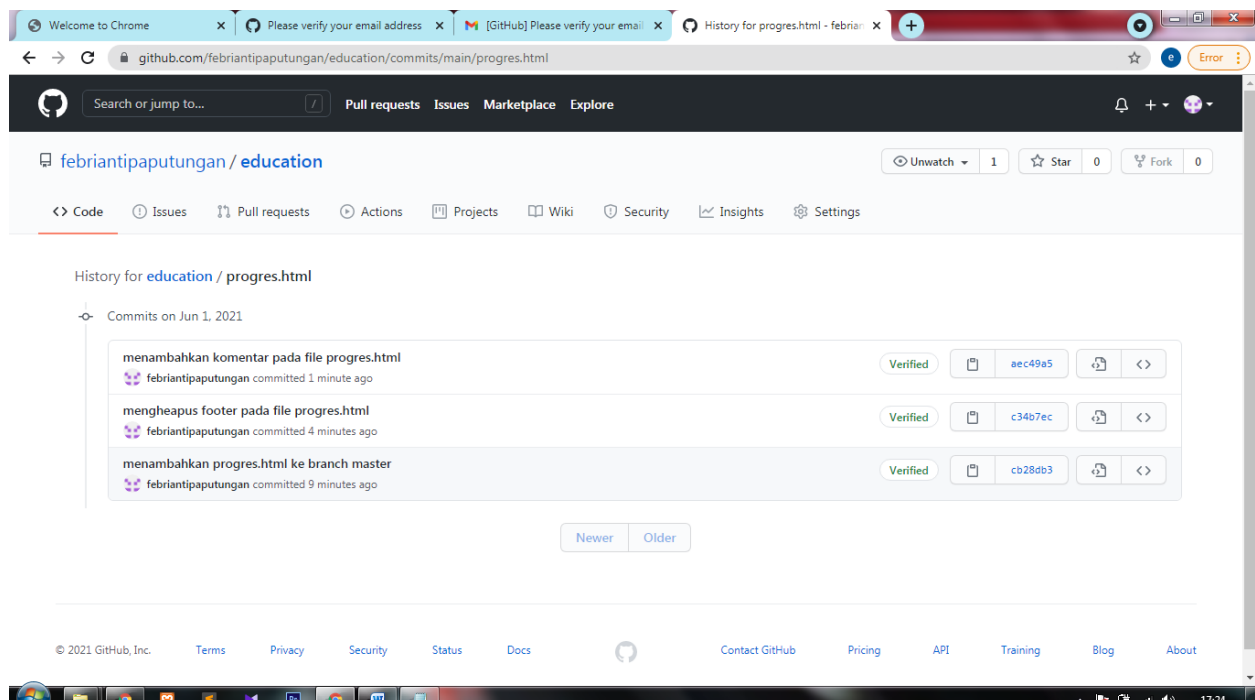 Welcome to Chrome
Please verify your email address
[GitHub] Please verify your email
History for progres.html - febrian
github.com/febriantipaputungan/education/commits/main/progres.html
e
Error
Search or jump to...
/
Pull requests Issues Marketplace Explore
febriantipaputungan / education
Unwatch 1
Star 0
Fork 0
<> Code
Issues
Pull requests
Actions
Projects
Wiki
Security
Insights
Settings
History for education / progres.html
Commits on Jun 1, 2021
menambahkan komentar pada file progres.html
febriantipaputungan committed 1 minute ago
Verified
aec49a5
mengheapus footer pada file progres.html
febriantipaputungan committed 4 minutes ago
Verified
c34b7ec
menambahkan progres.html ke branch master
febriantipaputungan committed 9 minutes ago
Verified
cb28db3
Newer Older
© 2021 GitHub, Inc. Terms Privacy Security Status Docs Contact GitHub Pricing API Training Blog About
17:24